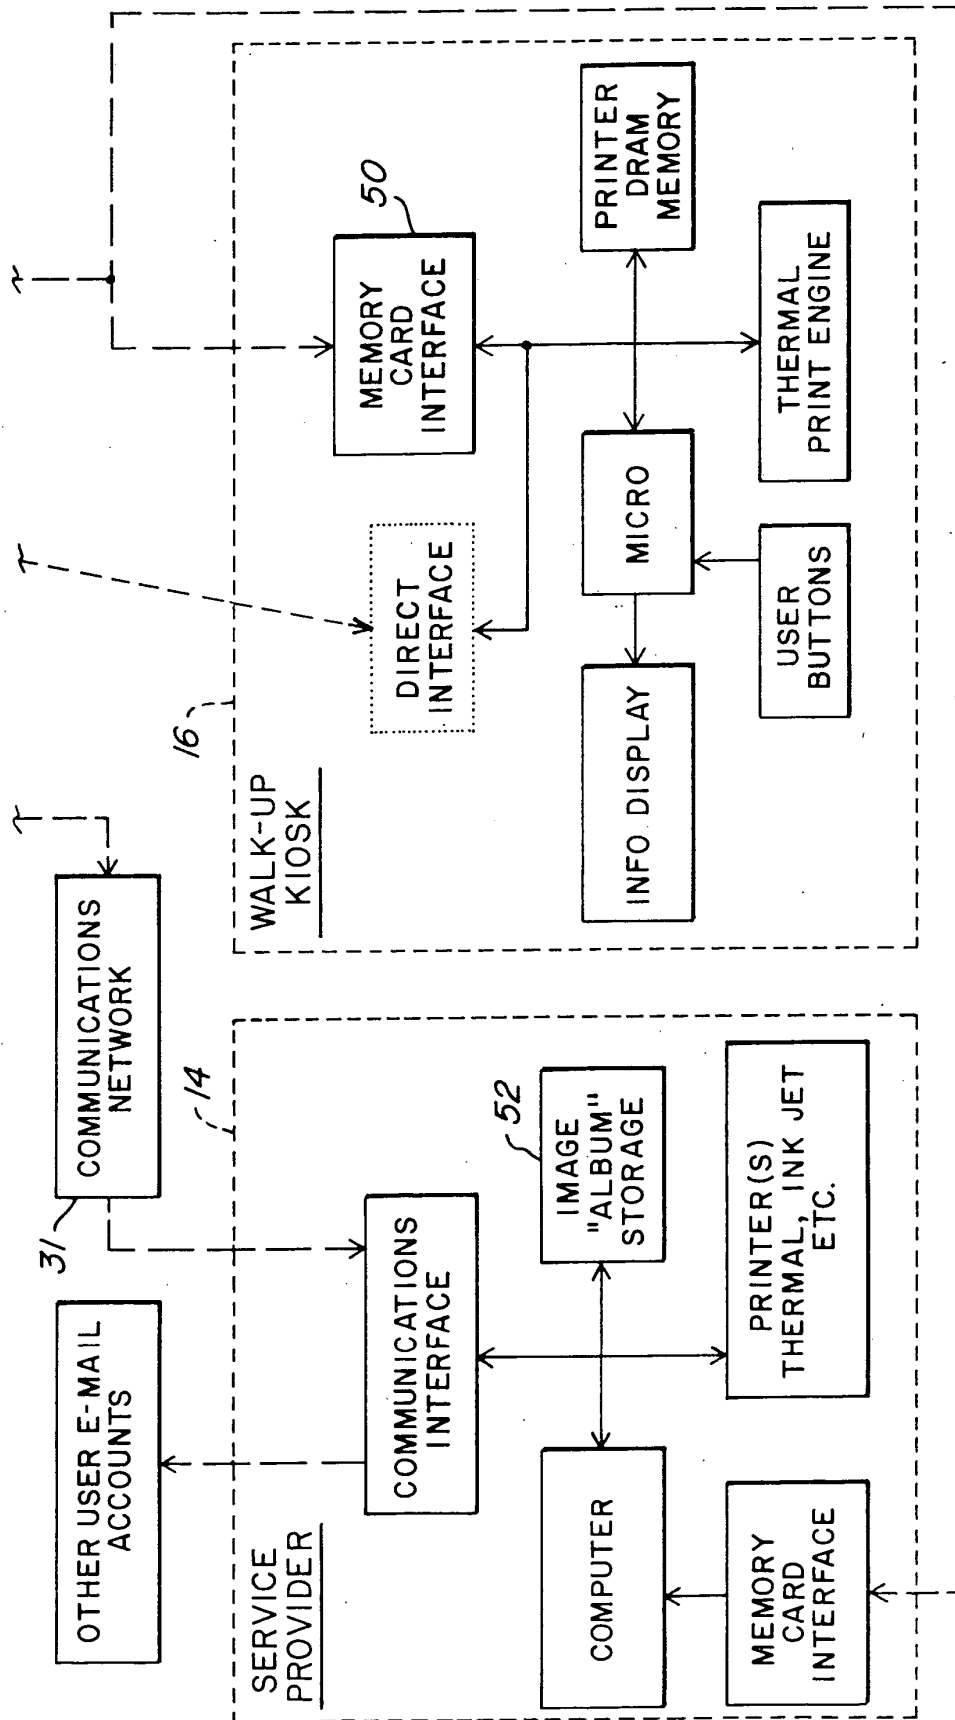 OTHER USER E-MAIL
ACCOUNTS
31
COMMUNICATIONS
NETWORK
SERVICE
PROVIDER
14
COMMUNICATIONS
INTERFACE
COMPUTER
IMAGE
"ALBUM"
STORAGE
52
MEMORY
CARD
INTERFACE
PRINTER(S)
THERMAL, INK JET
ETC.
WALK-UP
KIOSK
16
DIRECT
INTERFACE
MEMORY
CARD
INTERFACE
50
INFO DISPLAY
MICRO
PRINTER
DRAM
MEMORY
USER
BUTTONS
THERMAL
PRINT ENGINE